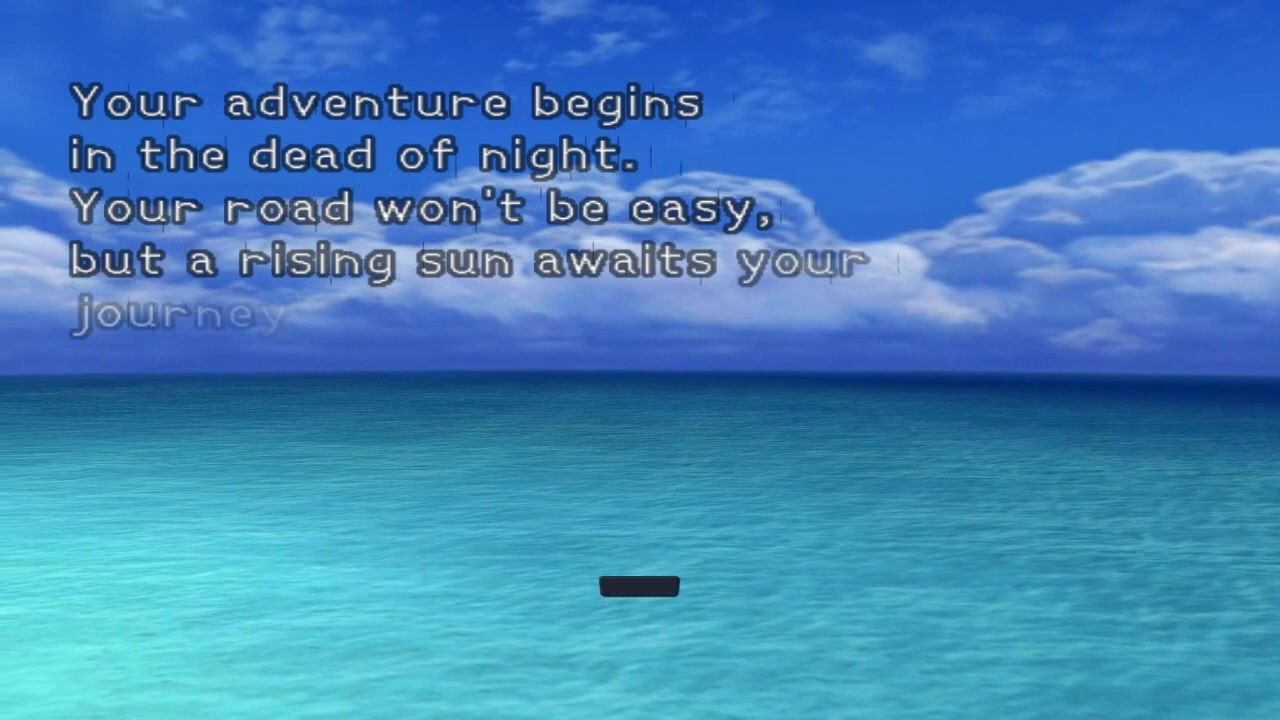 Your adventure begins
in the dead of night.
Your road won't be easy,
but a rising sun awaits your
journey